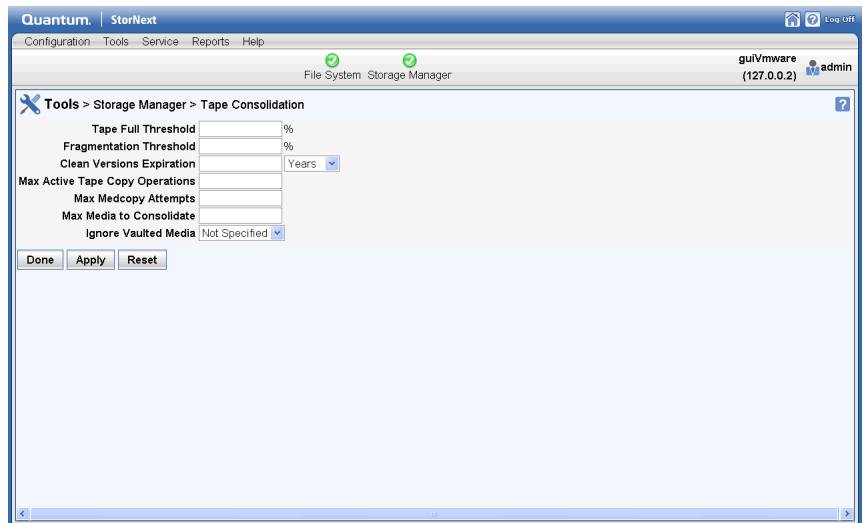 Quantum. StorNext Log Off
Configuration Tools Service Reports Help
File System Storage Manager
guiVmware
(127.0.0.2)
admin
Tools > Storage Manager > Tape Consolidation
Tape Full Threshold %
Fragmentation Threshold %
Clean Versions Expiration Years
Max Active Tape Copy Operations
Max Medcopy Attempts
Max Media to Consolidate
Ignore Vaulted Media Not Specified
Done Apply Reset